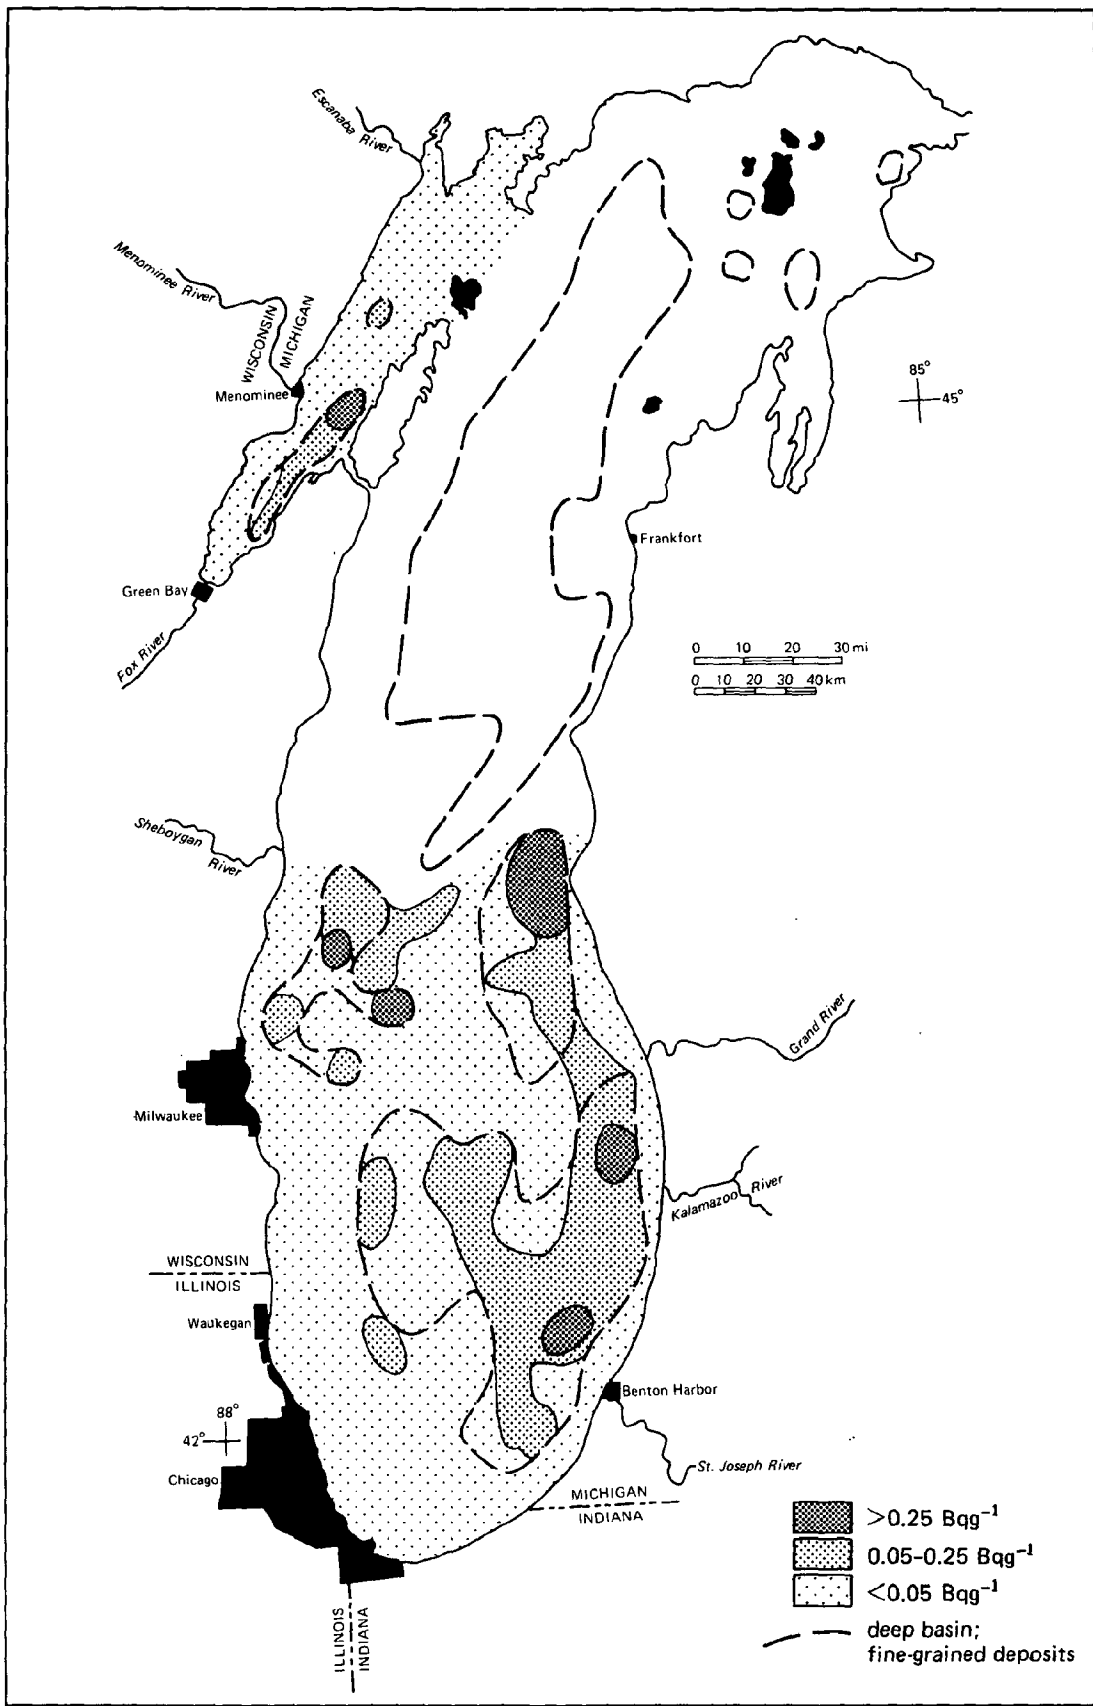 Escanaba
River
Menominee River
WISCONSIN
MICHIGAN
Menominee
85°
45°
Frankfort
Green Bay
Fox River
0 10 20 30 mi
0 10 20 30 40 km
Sheboygan
River
Grand River
Milwaukee
Kalamazoo River
WISCONSIN
ILLINOIS
Waukegan
Benton Harbor
88°
42°
Chicago
St. Joseph River
MICHIGAN
INDIANA
>0.25 Bqg⁻¹
0.05-0.25 Bqg⁻¹
<0.05 Bqg⁻¹
deep basin;
fine-grained deposits
ILLINOIS
INDIANA